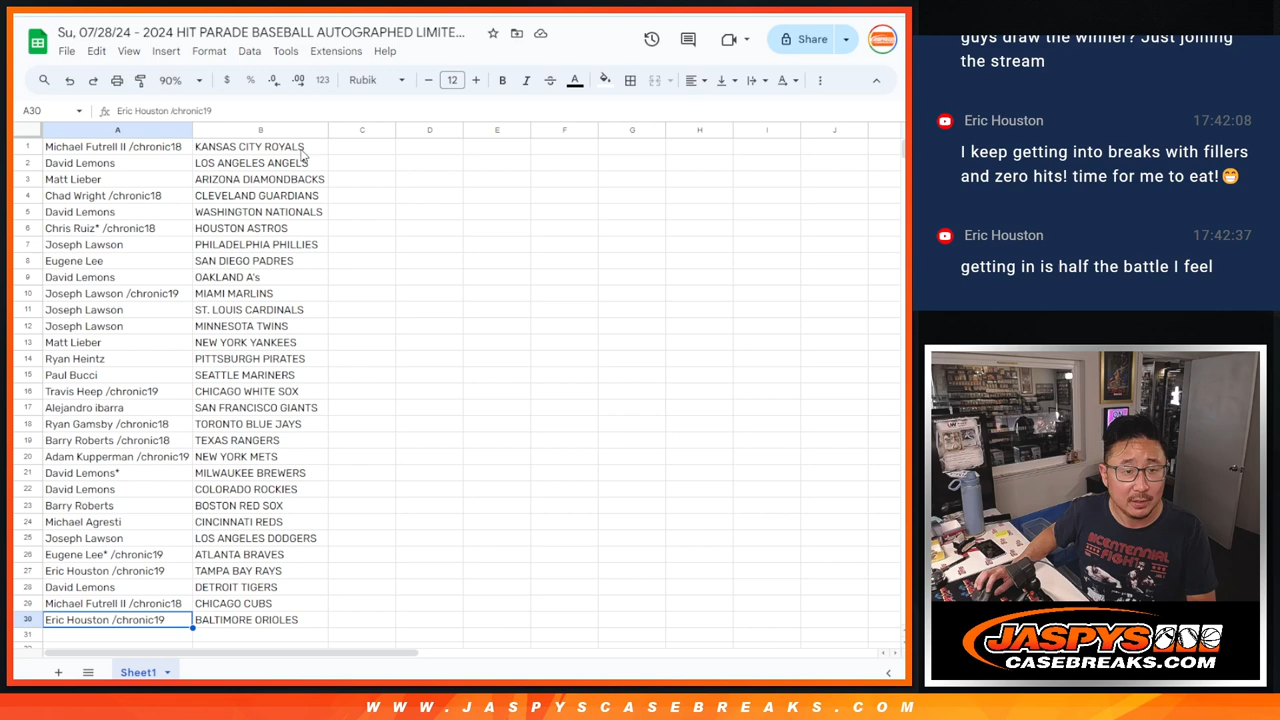 Su, 07/28/24 - 2024 HIT PARADE BASEBALL AUTOGRAPHED LIMITE...
File Edit View Insert Format Data Tools Extensions Help
Share
90% $ % .0 .00 123 Rubik 12 B I S A
A30 fx Eric Houston /chronic19
A B C D E F G H I J
1 Michael Futrell II /chronic18 KANSAS CITY ROYALS
2 David Lemons LOS ANGELES ANGELS
3 Matt Lieber ARIZONA DIAMONDBACKS
4 Chad Wright /chronic18 CLEVELAND GUARDIANS
5 David Lemons WASHINGTON NATIONALS
6 Chris Ruiz* /chronic18 HOUSTON ASTROS
7 Joseph Lawson PHILADELPHIA PHILLIES
8 Eugene Lee SAN DIEGO PADRES
9 David Lemons OAKLAND A's
10 Joseph Lawson /chronic19 MIAMI MARLINS
11 Joseph Lawson ST. LOUIS CARDINALS
12 Joseph Lawson MINNESOTA TWINS
13 Matt Lieber NEW YORK YANKEES
14 Ryan Heintz PITTSBURGH PIRATES
15 Paul Bucci SEATTLE MARINERS
16 Travis Heep /chronic19 CHICAGO WHITE SOX
17 Alejandro ibarra SAN FRANCISCO GIANTS
18 Ryan Gamsby /chronic18 TORONTO BLUE JAYS
19 Barry Roberts /chronic18 TEXAS RANGERS
20 Adam Kupperman /chronic19 NEW YORK METS
21 David Lemons* MILWAUKEE BREWERS
22 David Lemons COLORADO ROCKIES
23 Barry Roberts BOSTON RED SOX
24 Michael Agresti CINCINNATI REDS
25 Joseph Lawson LOS ANGELES DODGERS
26 Eugene Lee* /chronic19 ATLANTA BRAVES
27 Eric Houston /chronic19 TAMPA BAY RAYS
28 David Lemons DETROIT TIGERS
29 Michael Futrell II /chronic18 CHICAGO CUBS
30 Eric Houston /chronic19 BALTIMORE ORIOLES
31
Sheet1
guys draw the winner? Just joining
the stream
Eric Houston 17:42:08
I keep getting into breaks with fillers
and zero hits! time for me to eat!😁
Eric Houston 17:42:37
getting in is half the battle I feel
BICENTENNIAL
FIGHT
JASPYS
CASEBREAKS.COM
WWW.JASPYSCASEBREAKS.COM